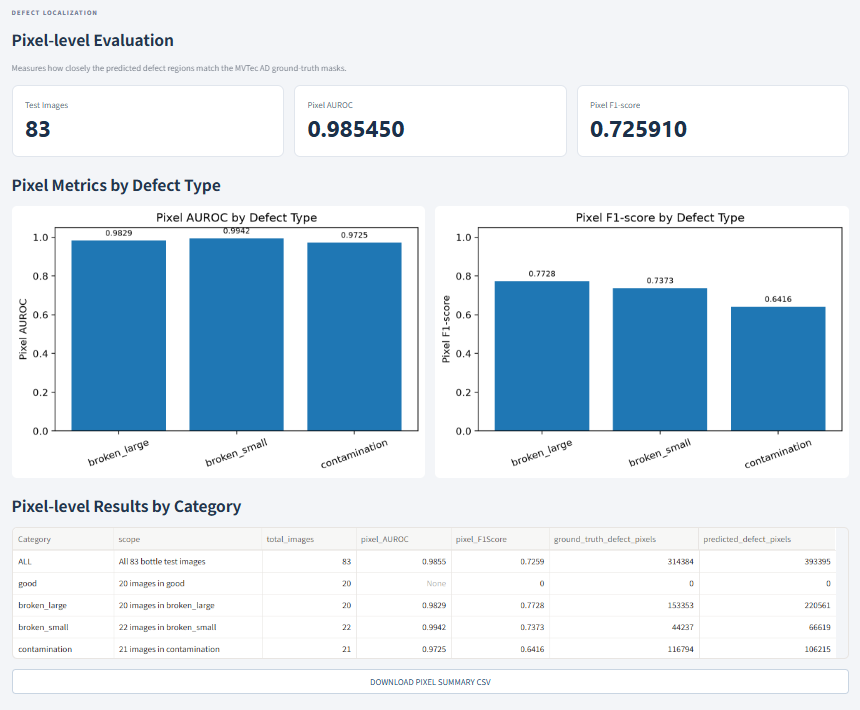 DEFECT LOCALIZATION
Pixel-level Evaluation
Measures how closely the predicted defect regions match the MVTec AD ground-truth masks.
Test Images
83
Pixel AUROC
0.985450
Pixel F1-score
0.725910
Pixel Metrics by Defect Type
Pixel AUROC by Defect Type
Pixel AUROC
1.0
0.8
0.6
0.4
0.2
0.0
0.9829
0.9942
0.9725
broken_large
broken_small
contamination
Pixel F1-score by Defect Type
Pixel F1-score
1.0
0.8
0.6
0.4
0.2
0.0
0.7728
0.7373
0.6416
broken_large
broken_small
contamination
Pixel-level Results by Category
Category scope total_images pixel_AUROC pixel_F1Score ground_truth_defect_pixels predicted_defect_pixels
ALL All 83 bottle test images 83 0.9855 0.7259 314384 393395
good 20 images in good 20 None 0 0 0
broken_large 20 images in broken_large 20 0.9829 0.7728 153353 220561
broken_small 22 images in broken_small 22 0.9942 0.7373 44237 66619
contamination 21 images in contamination 21 0.9725 0.6416 116794 106215
DOWNLOAD PIXEL SUMMARY CSV